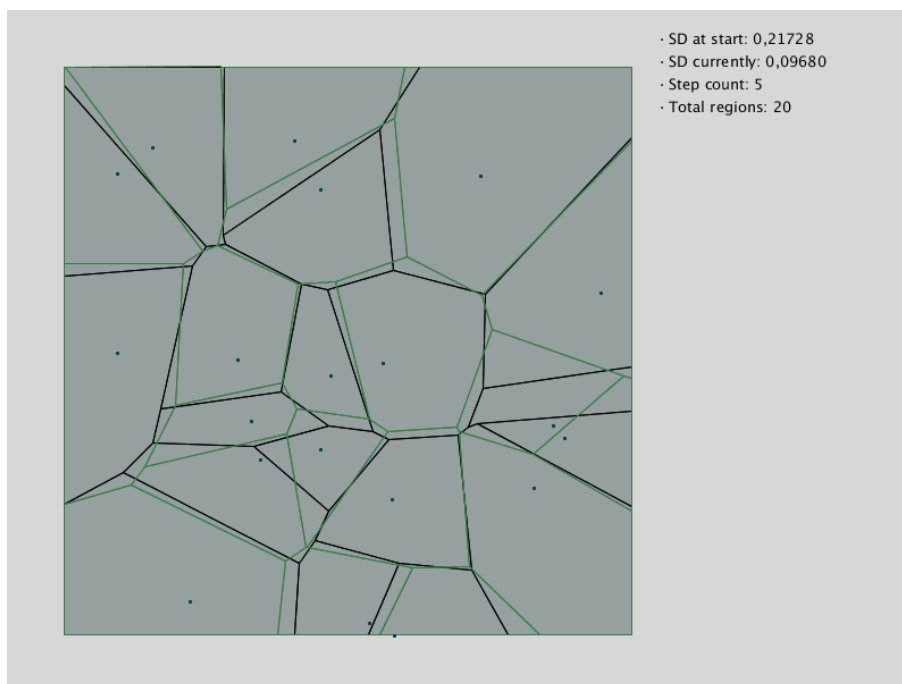 · SD at start: 0,21728
· SD currently: 0,09680
· Step count: 5
· Total regions: 20